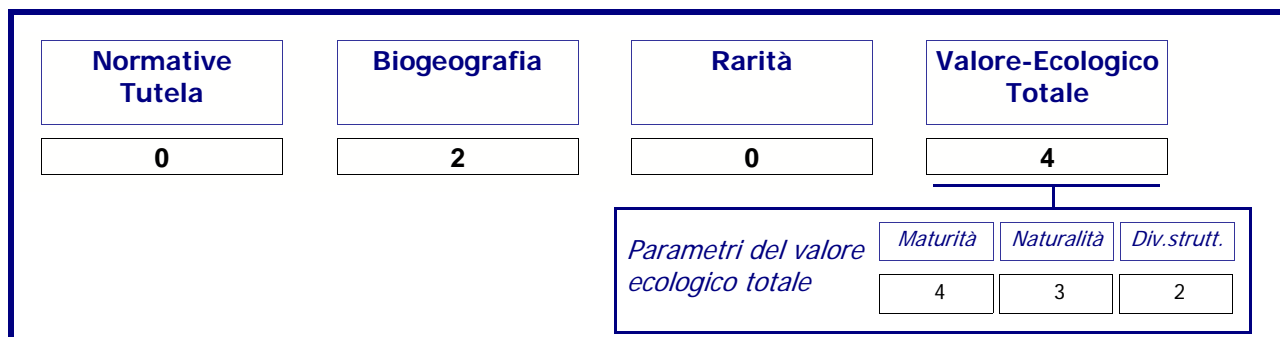 Normative
Tutela
Biogeografia
Rarità
Valore-Ecologico
Totale
0
2
0
4
Parametri del valore
ecologico totale
Maturità
Naturalità
Div.strutt.
4
3
2